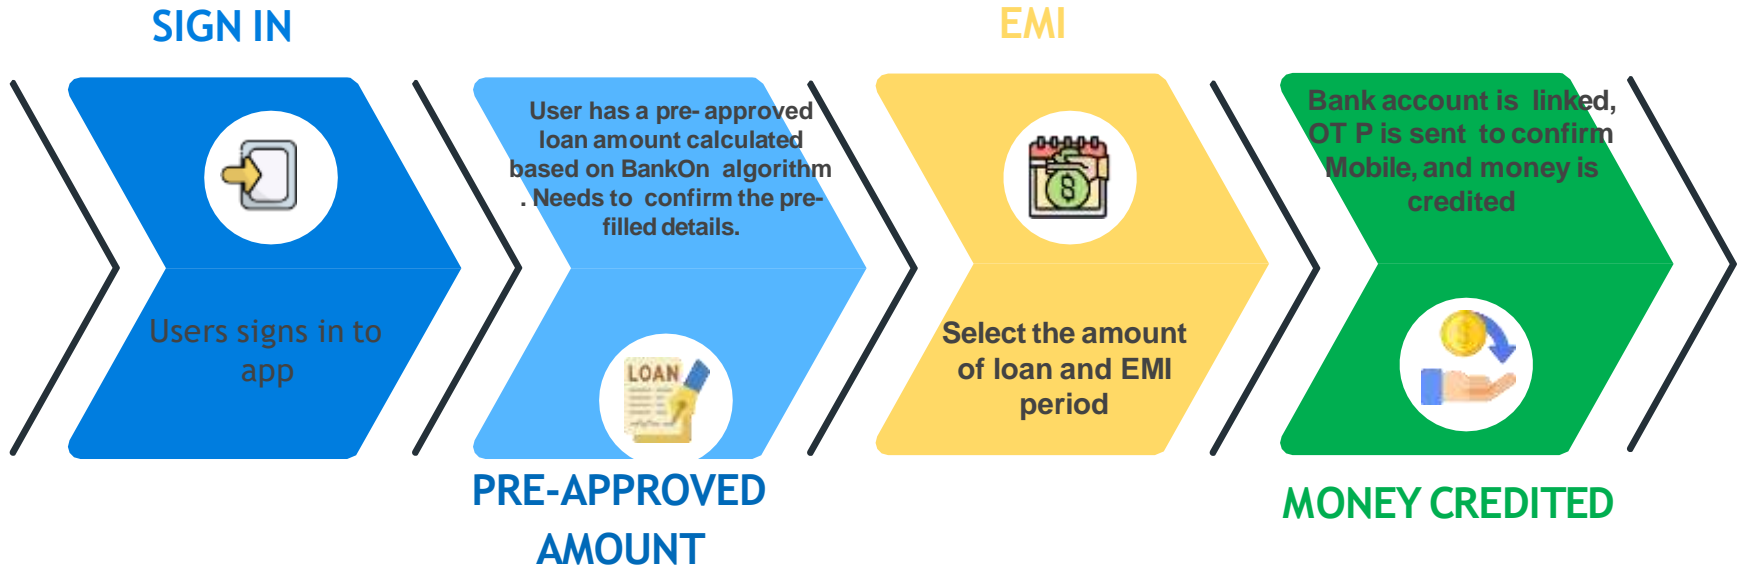 SIGN IN
Users signs in to
app
User has a pre- approved
loan amount calculated
based on BankOn algorithm
. Needs to confirm the pre-
filled details.
LOAN
PRE-APPROVED
AMOUNT
EMI
$
Select the amount
of loan and EMI
period
Bank account is linked,
OT P is sent to confirm
Mobile, and money is
credited
$
MONEY CREDITED